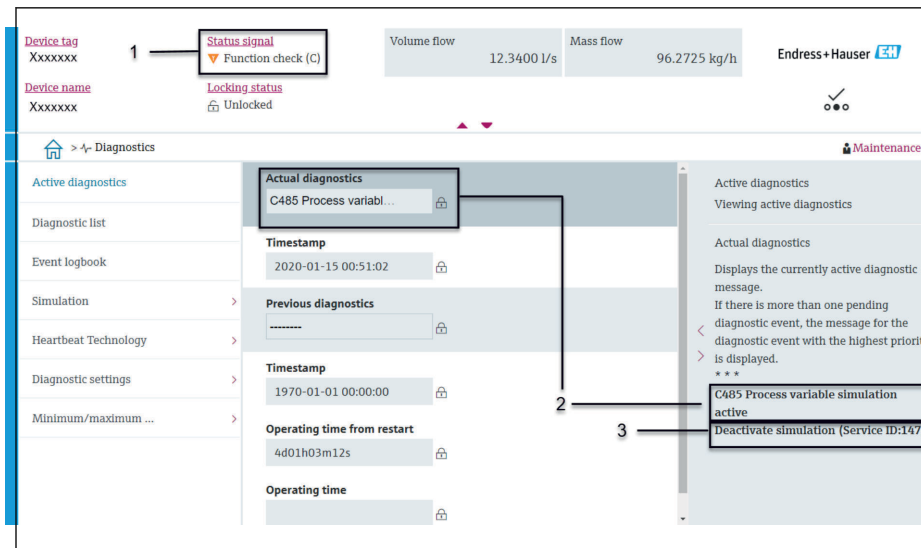 Device tag
Xxxxxxx
1
Status signal
Function check (C)
Volume flow
12.3400 l/s
Mass flow
96.2725 kg/h
Endress+Hauser EH
Device name
Xxxxxxx
Locking status
Unlocked
> Diagnostics
Maintenance
Active diagnostics
Diagnostic list
Event logbook
Simulation
Heartbeat Technology
Diagnostic settings
Minimum/maximum ...
Actual diagnostics
C485 Process variabl...
Timestamp
2020-01-15 00:51:02
Previous diagnostics
--------
Timestamp
1970-01-01 00:00:00
Operating time from restart
4d01h03m12s
Operating time
2
3
Active diagnostics
Viewing active diagnostics
Actual diagnostics
Displays the currently active diagnostic
message.
If there is more than one pending
diagnostic event, the message for the
diagnostic event with the highest priorit
is displayed.
* * *
C485 Process variable simulation
active
Deactivate simulation (Service ID:147